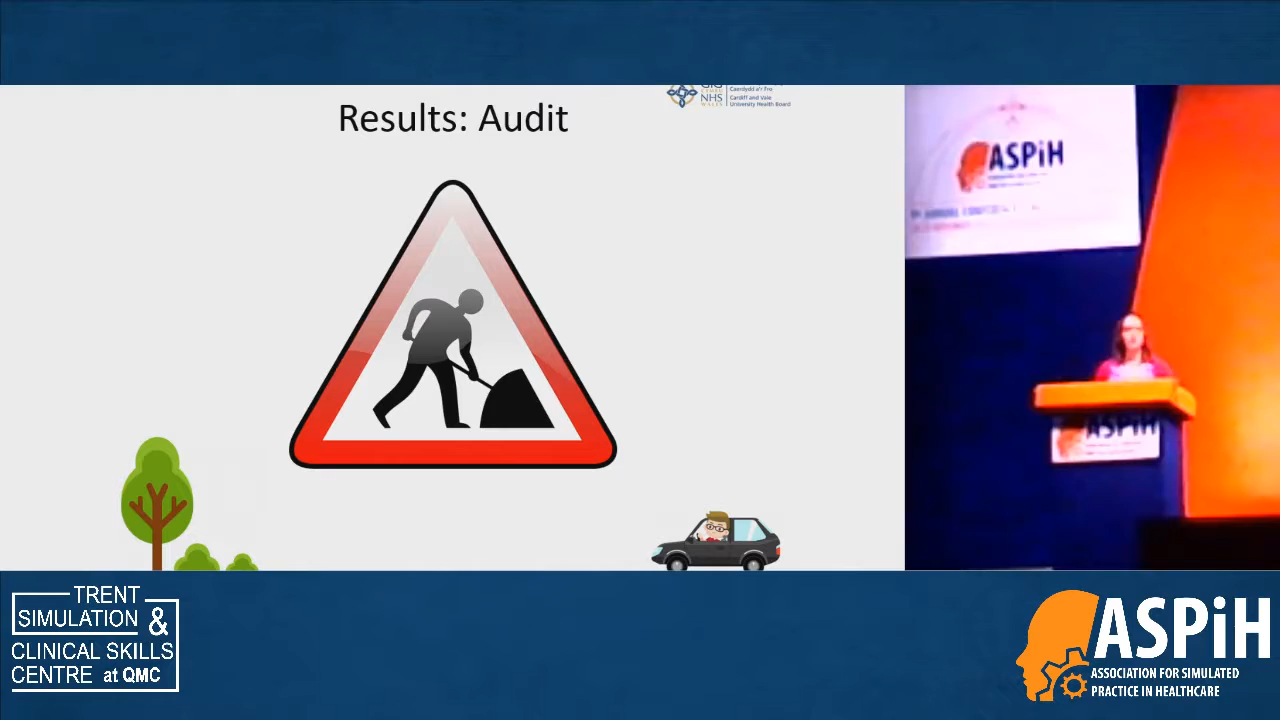 Results: Audit
NHS
Caerdydd a'r Fro
Cardiff and Vale
University Health Board
ASPiH
ASPiH
TRENT
SIMULATION &
CLINICAL SKILLS
CENTRE at QMC
ASPiH
ASSOCIATION FOR SIMULATED
PRACTICE IN HEALTHCARE